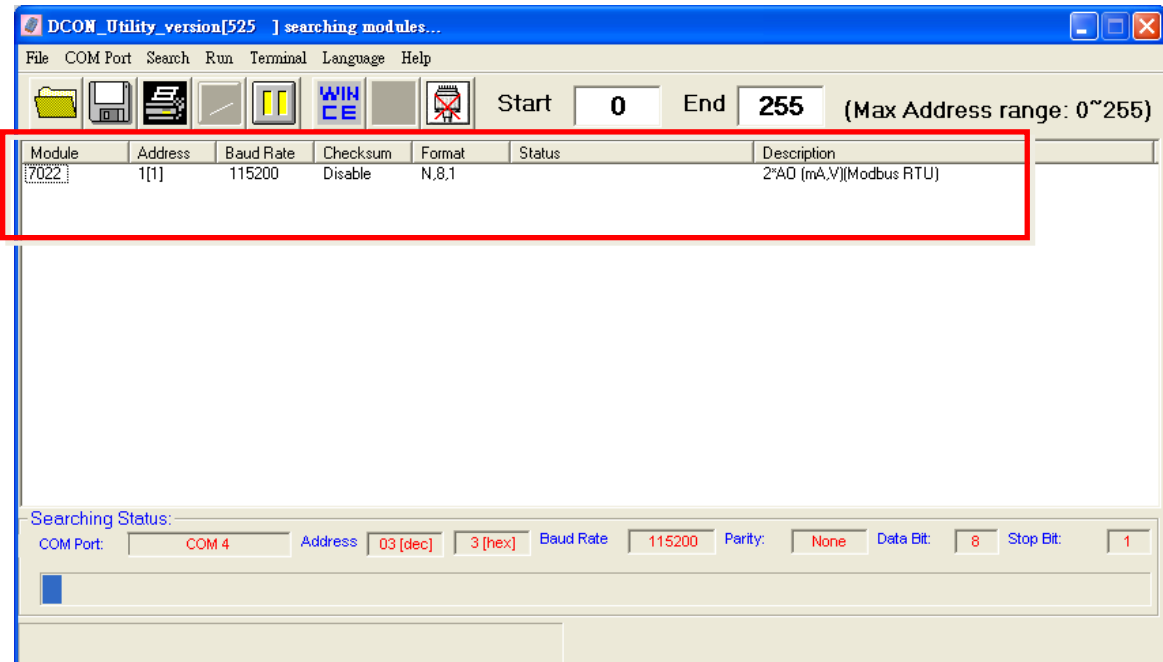 DCON_Utility_version[525 ] searching modules...
File COM Port Search Run Terminal Language Help
WIN CE Start 0 End 255 (Max Address range: 0~255)
Module Address Baud Rate Checksum Format Status Description
7022 1[1] 115200 Disable N,8,1 2*AO (mA,V)(Modbus RTU)
Searching Status:
COM Port: COM 4 Address 03 [dec] 3 [hex] Baud Rate 115200 Parity: None Data Bit: 8 Stop Bit: 1